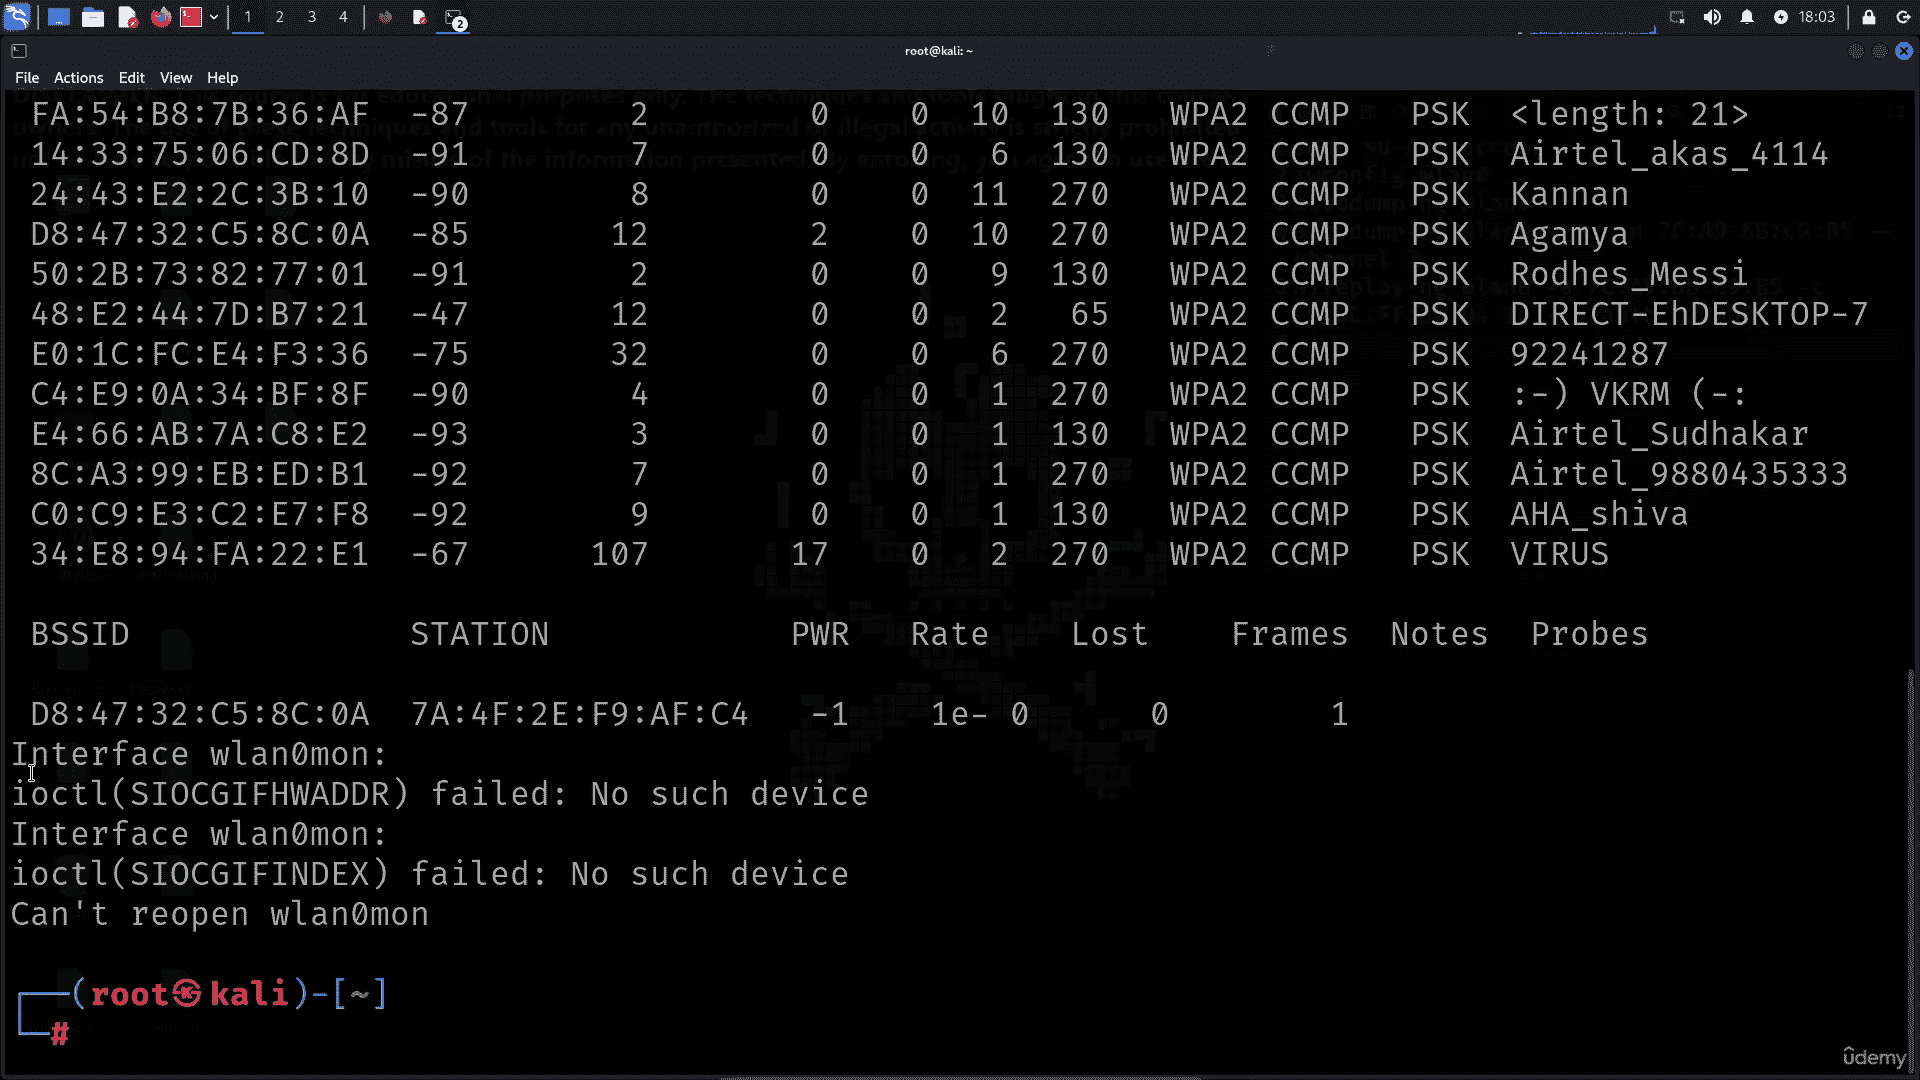 1 2 3 4 2 18:03
root@kali: ~
File Actions Edit View Help
FA:54:B8:7B:36:AF -87 2 0 0 10 130 WPA2 CCMP PSK <length: 21>
14:33:75:06:CD:8D -91 7 0 0 6 130 WPA2 CCMP PSK Airtel_akas_4114
24:43:E2:2C:3B:10 -90 8 0 0 11 270 WPA2 CCMP PSK Kannan
D8:47:32:C5:8C:0A -85 12 2 0 10 270 WPA2 CCMP PSK Agamya
50:2B:73:82:77:01 -91 2 0 0 9 130 WPA2 CCMP PSK Rodhes_Messi
48:E2:44:7D:B7:21 -47 12 0 0 2 65 WPA2 CCMP PSK DIRECT-EhDESKTOP-7
E0:1C:FC:E4:F3:36 -75 32 0 0 6 270 WPA2 CCMP PSK 92241287
C4:E9:0A:34:BF:8F -90 4 0 0 1 270 WPA2 CCMP PSK :-) VKRM (-:
E4:66:AB:7A:C8:E2 -93 3 0 0 1 130 WPA2 CCMP PSK Airtel_Sudhakar
8C:A3:99:EB:ED:B1 -92 7 0 0 1 270 WPA2 CCMP PSK Airtel_9880435333
C0:C9:E3:C2:E7:F8 -92 9 0 0 1 130 WPA2 CCMP PSK AHA_shiva
34:E8:94:FA:22:E1 -67 107 17 0 2 270 WPA2 CCMP PSK VIRUS
BSSID STATION PWR Rate Lost Frames Notes Probes
D8:47:32:C5:8C:0A 7A:4F:2E:F9:AF:C4 -1 1e- 0 0 1
Interface wlan0mon:
ioctl(SIOCGIFHWADDR) failed: No such device
Interface wlan0mon:
ioctl(SIOCGIFINDEX) failed: No such device
Can't reopen wlan0mon
(root㉿kali)-[~]
#
ûdemy